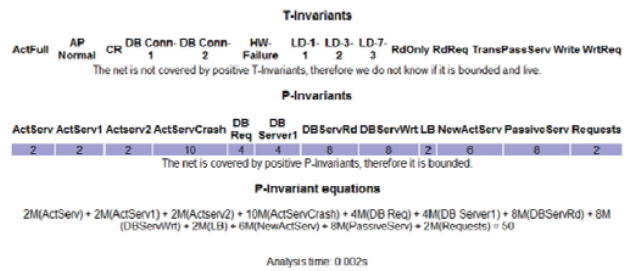 T-Invariants
ActFull AP Normal CR DB Conn-1 DB Conn-2 HW-Failure LD-1-1 LD-3-2 LD-7-3 RdOnly RdReq TransPassServ Write WrtReq
The net is not covered by positive T-Invariants, therefore we do not know if it is bounded and live.
P-Invariants
ActServ ActServ1 Actserv2 ActServCrash DB Req DB Server1 DBServRd DBServWrt LB NewActServ PassiveServ Requests
2 2 2 10 4 4 8 8 2 6 8 2
The net is covered by positive P-Invariants, therefore it is bounded.
P-Invariant equations
2M(ActServ) + 2M(ActServ1) + 2M(Actserv2) + 10M(ActServCrash) + 4M(DB Req) + 4M(DB Server1) + 8M(DBServRd) + 8M
(DBServWrt) + 2M(LB) + 6M(NewActServ) + 8M(PassiveServ) + 2M(Requests) = 50
Analysis time: 0.002s